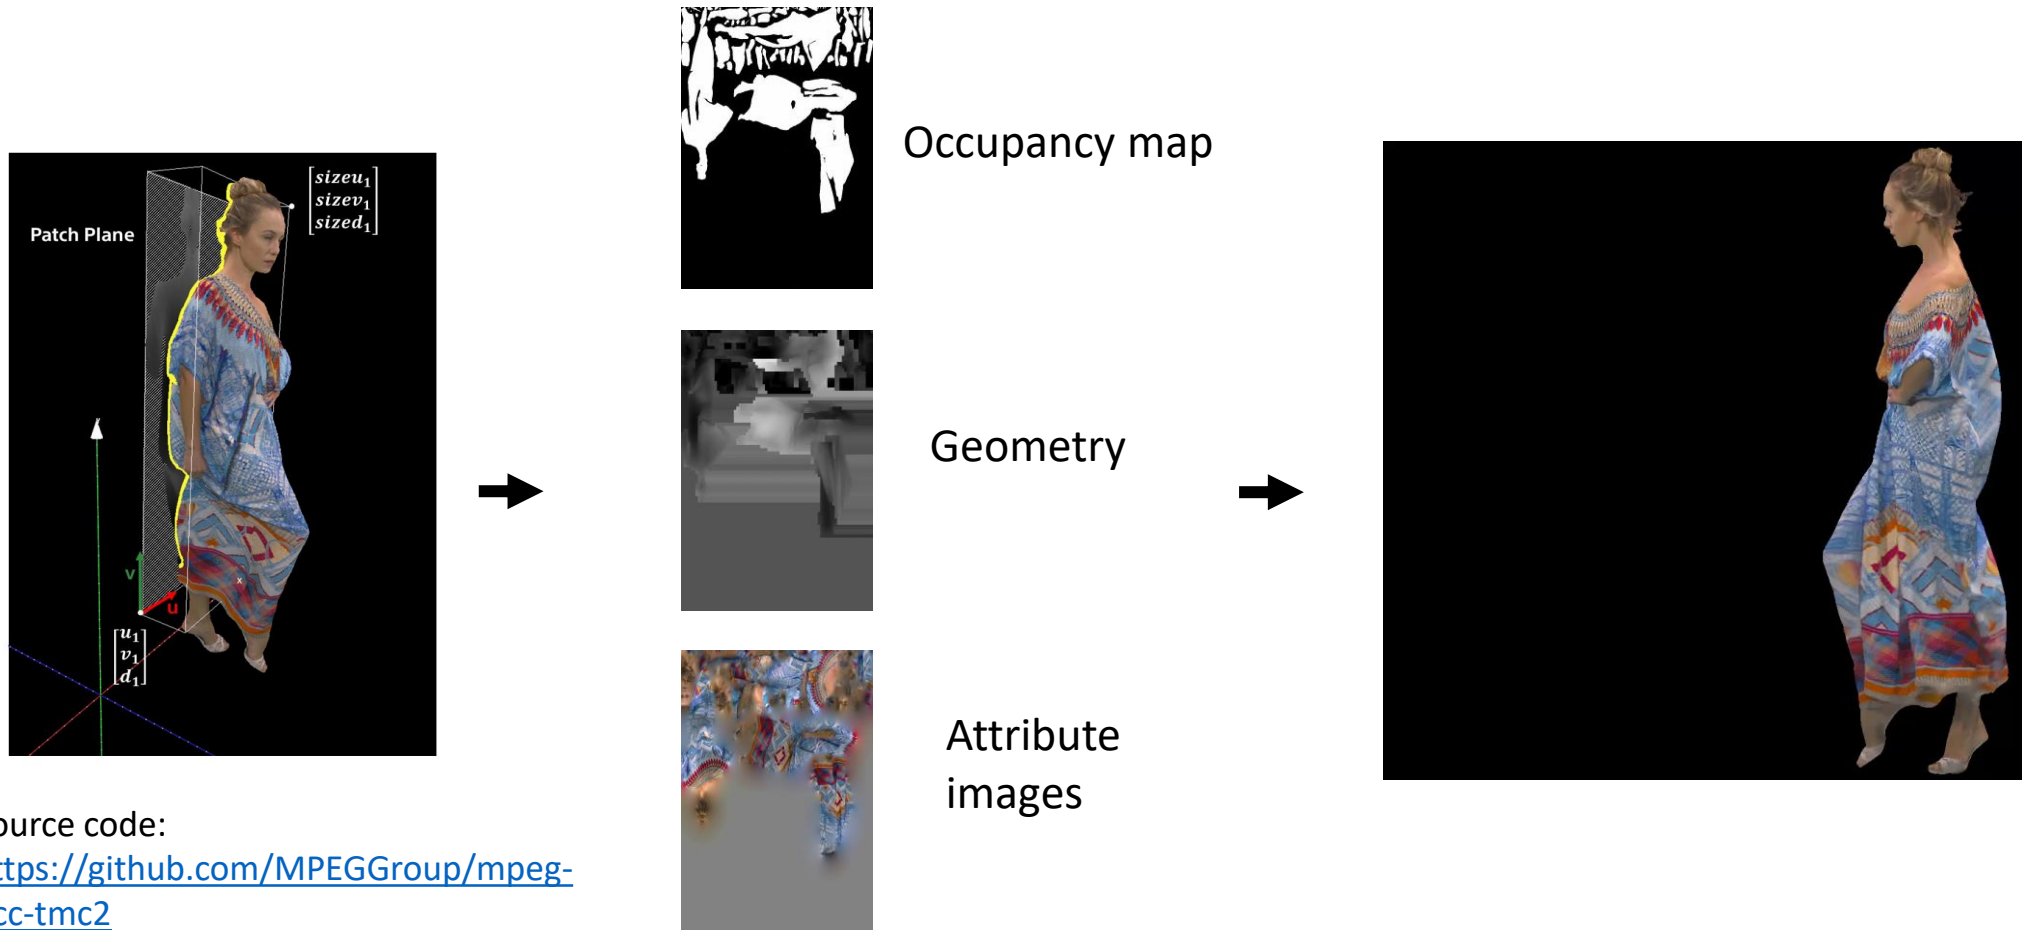 Occupancy map
[sizeu₁
sizev₁
sized₁]
Patch Plane
Geometry
v
u
x
[u₁
v₁
d₁]
Attribute
images
ource code:
ttps://github.com/MPEGGroup/mpeg-
cc-tmc2